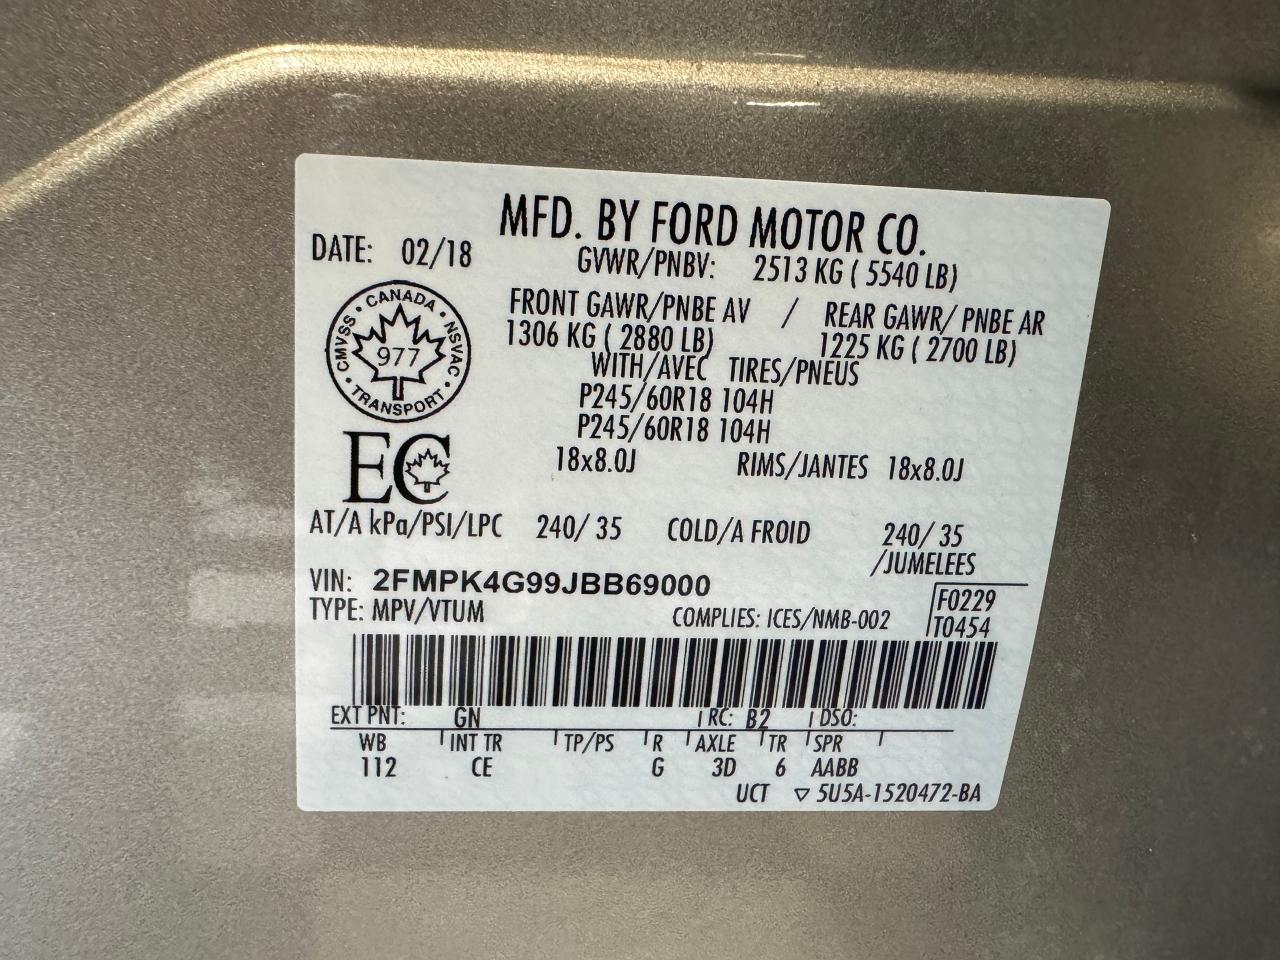 MFD. BY FORD MOTOR CO.
DATE: 02/18
GVWR/PNBV: 2513 KG ( 5540 LB)
FRONT GAWR/PNBE AV / REAR GAWR/ PNBE AR
1306 KG ( 2880 LB) 1225 KG ( 2700 LB)
WITH/AVEC TIRES/PNEUS
P245/60R18 104H
P245/60R18 104H
18x8.0J RIMS/JANTES 18x8.0J
CANADA
CMVSS 977 NSVAC
TRANSPORT
EC
AT/A kPa/PSI/LPC 240/ 35 COLD/A FROID 240/ 35
/JUMELEES
VIN: 2FMPK4G99JBB69000
F0229
TYPE: MPV/VTUM COMPLIES: ICES/NMB-002
T0454
EXT PNT: GN RC: B2 DSO:
WB INT TR TP/PS R AXLE TR SPR
112 CE G 3D 6 AABB
UCT ▽ 5U5A-1520472-BA